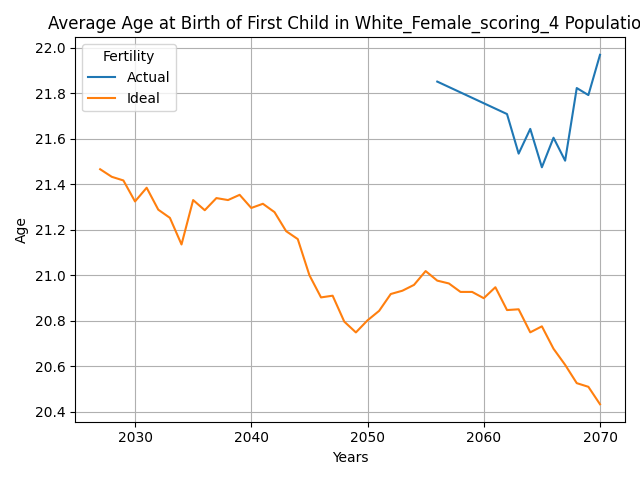 Average Age at Birth of First Child in White_Female_scoring_4 Populatio
Fertility
Actual
Ideal
22.0
21.8
21.6
21.4
21.2
21.0
20.8
20.6
20.4
Age
2030
2040
2050
2060
2070
Years